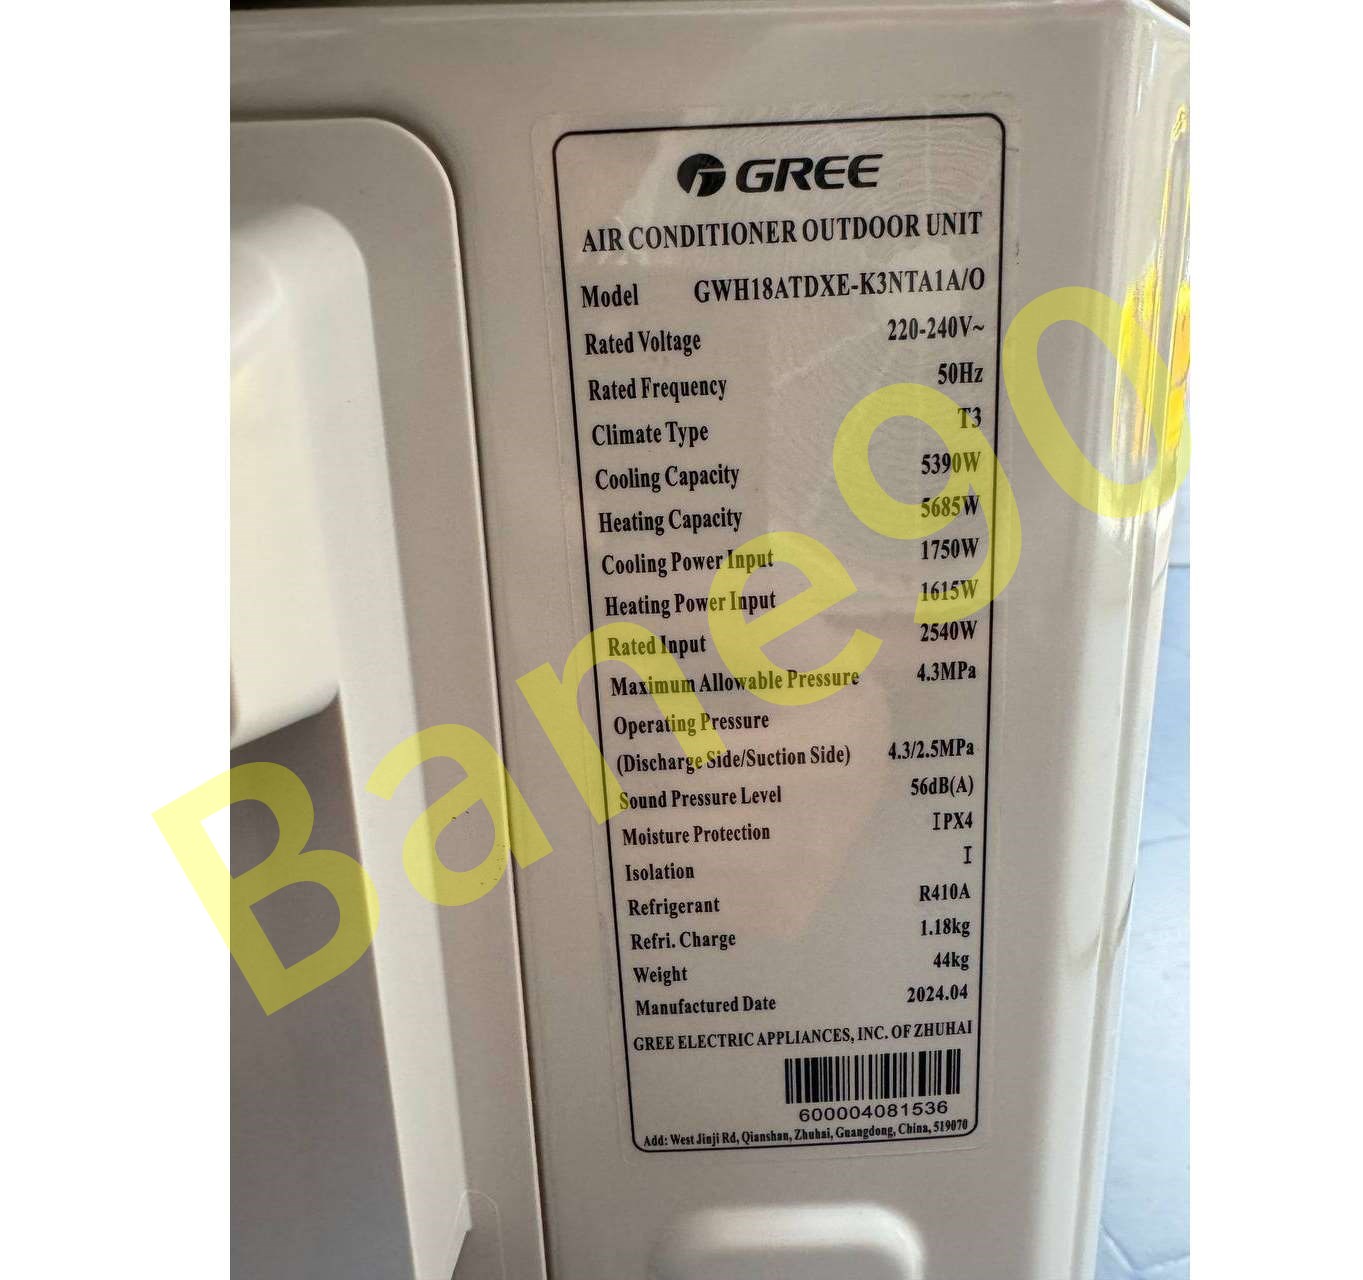 GREE
AIR CONDITIONER OUTDOOR UNIT
Model GWH18ATDXE-K3NTA1A/O
Rated Voltage 220-240V~
Rated Frequency 50Hz
Climate Type T3
Cooling Capacity 5390W
Heating Capacity 5685W
Cooling Power Input 1750W
Heating Power Input 1615W
Rated Input 2540W
Maximum Allowable Pressure 4.3MPa
Operating Pressure
(Discharge Side/Suction Side) 4.3/2.5MPa
Sound Pressure Level 56dB(A)
Moisture Protection IPX4
Isolation I
Refrigerant R410A
Refri. Charge 1.18kg
Weight 44kg
Manufactured Date 2024.04
GREE ELECTRIC APPLIANCES, INC. OF ZHUHAI
600004081536
Add: West Jinji Rd, Qianshan, Zhuhai, Guangdong, China, 519070
Banego